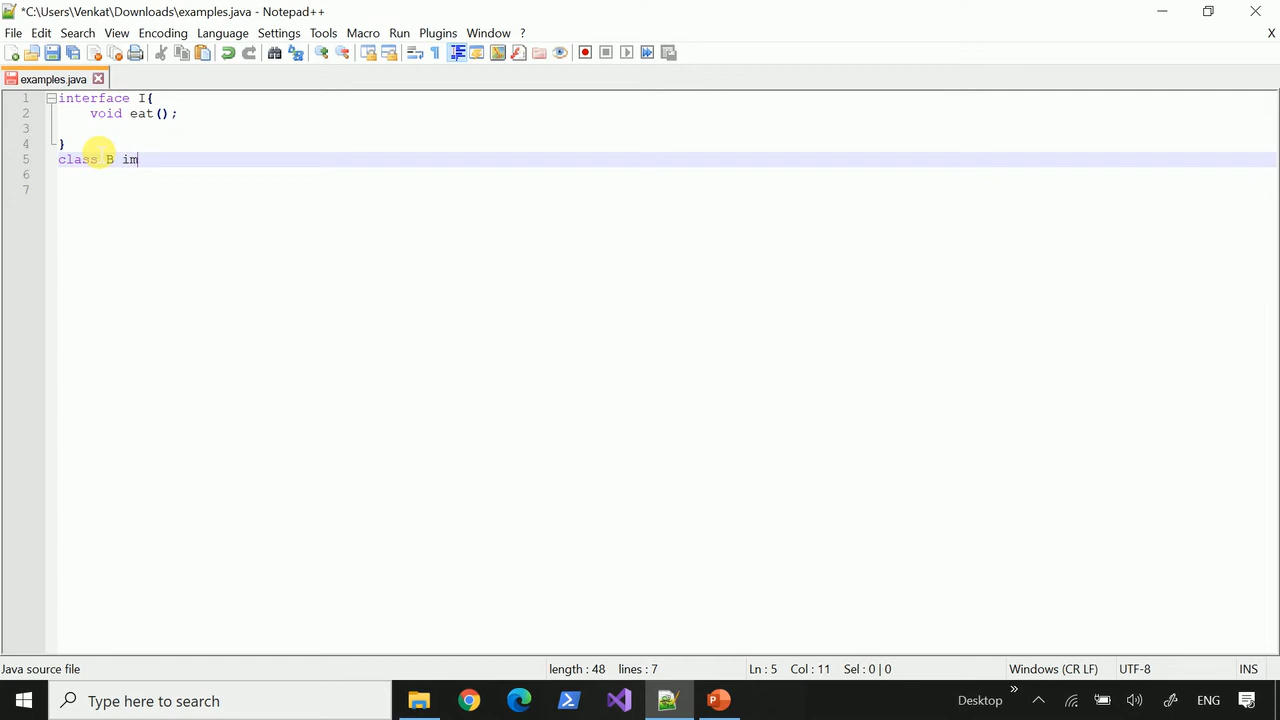 *C:\Users\Venkat\Downloads\examples.java - Notepad++
File Edit Search View Encoding Language Settings Tools Macro Run Plugins Window ? X
examples.java
1 interface I{
2 void eat();
3
4 }
5 class B im
6
7
Java source file length : 48 lines : 7 Ln : 5 Col : 11 Sel : 0 | 0 Windows (CR LF) UTF-8 INS
Type here to search Desktop » ENG